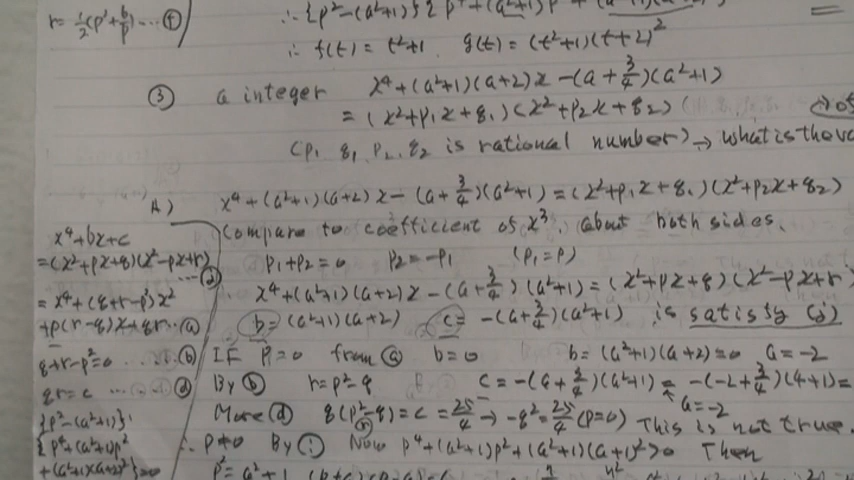 r = 1/2(p² + b/p) ... ④
∴ {p² - (a²+1)}{p⁴ + (a²+1)p²
∴ f(t) = t²+1 g(t) = (t²+1)(t+2)²
③ a integer x⁴ + (a²+1)(a+2)x - (a + 3/4)(a²+1)
= (x² + p₁x + q₁)(x² + p₂x + q₂)
(p₁ q₁, p₂, q₂ is rational number) → what is the
A) x⁴ + (a²+1)(a+2)x - (a + 3/4)(a²+1) = (x² + p₁x + q₁)(x² + p₂x + q₂)
Compare to coefficient of x³, about both sides.
p₁ + p₂ = 0 p₂ = -p₁ (p₁ = p)
x⁴ + (a²+1)(a+2)x - (a + 3/4)(a²+1) = (x² + px + q)(x² - px + r)
b = (a²+1)(a+2) c = -(a + 3/4)(a²+1) is satisfy
IF P = 0 from ⓐ b = 0 b = (a²+1)(a+2) = 0 a = -2
By ⓑ r = p² - q c = -(a + 3/4)(a²+1) = -(-2 + 3/4)(4+1) =
a = -2
More ⓓ q(p² - q) = c = 25/4 → -q² = 25/4 (p=0) This is not true.
∴ p ≠ 0 By ① Now p⁴ + (a²+1)p² + (a²+1)(a+1)² > 0 Then
p² = a² + 1
x⁴ + bx + c
= (x² + px + q)(x² - px + r)
= x⁴ + (q + r - p²)x²
+ p(r - q)x + qr ... ⓐ
q + r - p² = 0 ... ⓑ
qr = c ... ⓓ
{p² - (a²+1)}·
{p⁴ + (a²+1)p²
+ (a²+1)(a+2)²} = 0